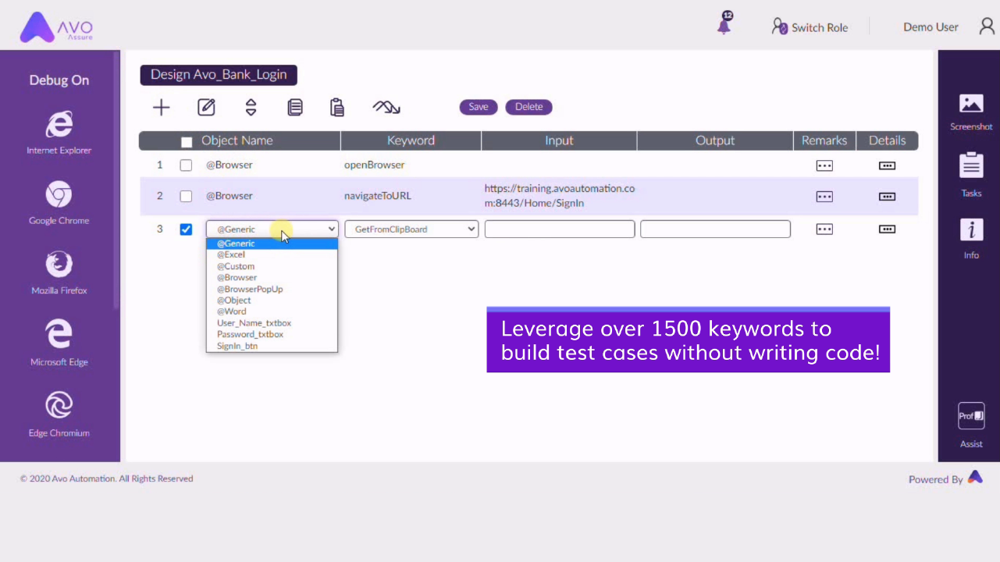 AVO
Assure
12
Switch Role
Demo User
Debug On
Internet Explorer
Google Chrome
Mozilla Firefox
Microsoft Edge
Edge Chromium
Design Avo_Bank_Login
Save
Delete
Object Name
Keyword
Input
Output
Remarks
Details
1
@Browser
openBrowser
2
@Browser
navigateToURL
https://training.avoautomation.co
m:8443/Home/SignIn
3
@Generic
GetFromClipBoard
@Generic
@Excel
@Custom
@Browser
@BrowserPopUp
@Object
@Word
User_Name_txtbox
Password_txtbox
SignIn_btn
Leverage over 1500 keywords to
build test cases without writing code!
Screenshot
Tasks
i
Info
Prof J
Assist
© 2020 Avo Automation. All Rights Reserved
Powered By